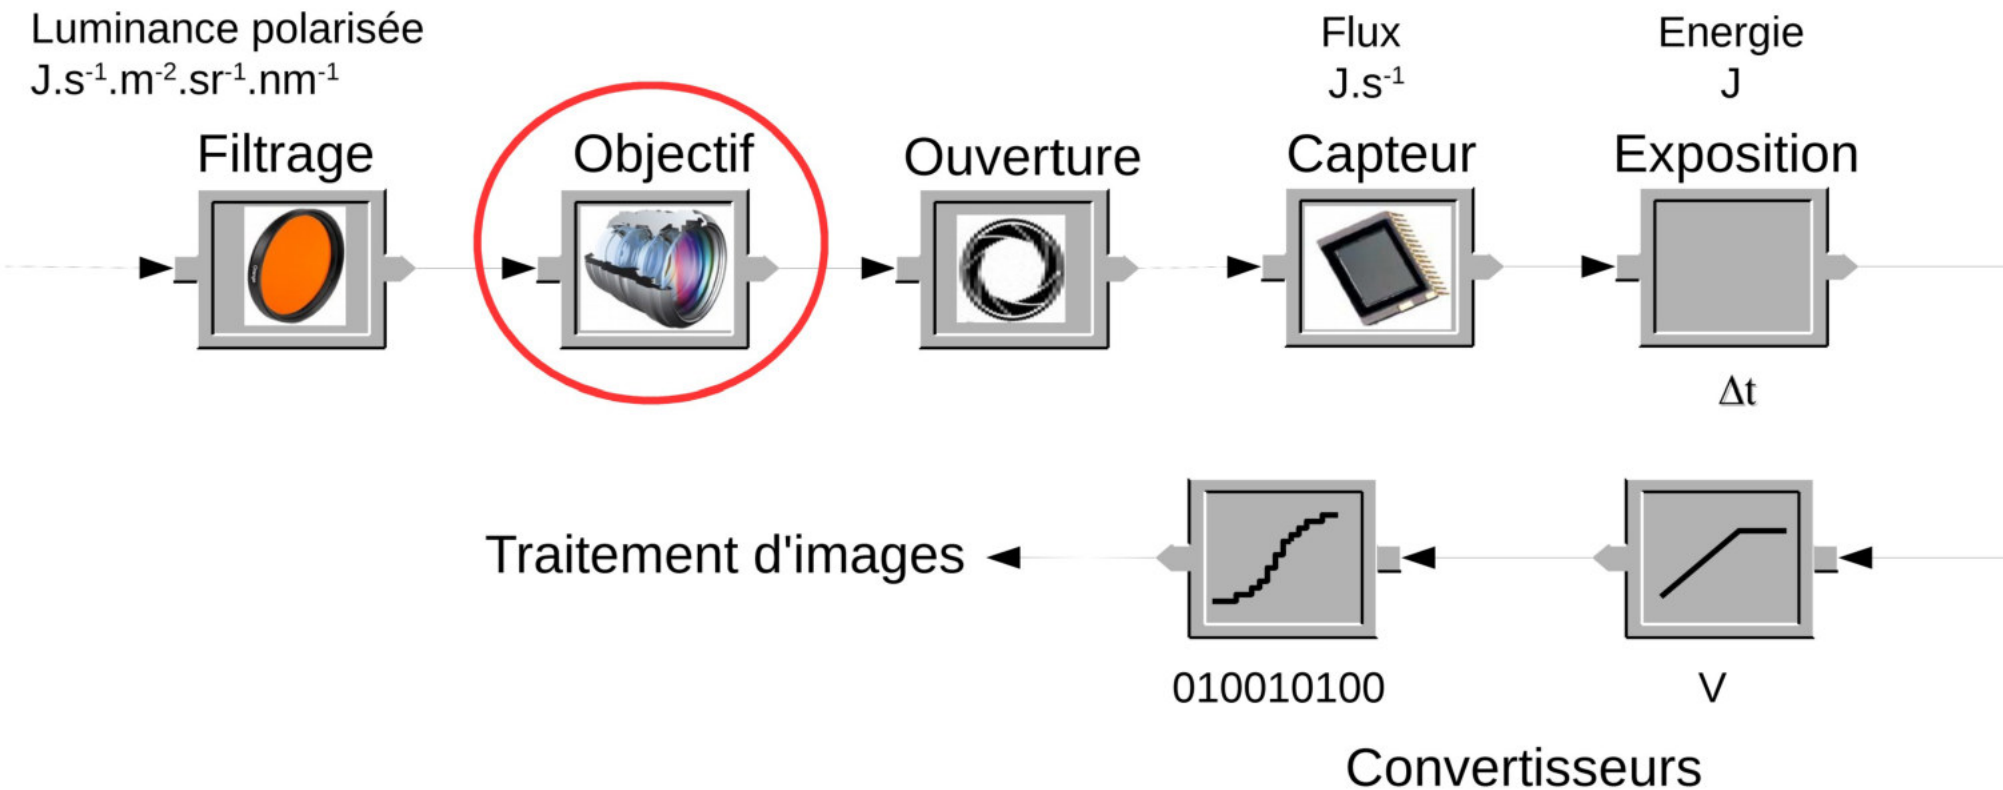 Luminance polarisée
J.s-1.m-2.sr-1.nm-1
Flux
J.s-1
Energie
J
Filtrage
Objectif
Ouverture
Capteur
Exposition
Δt
Traitement d'images
010010100
V
Convertisseurs